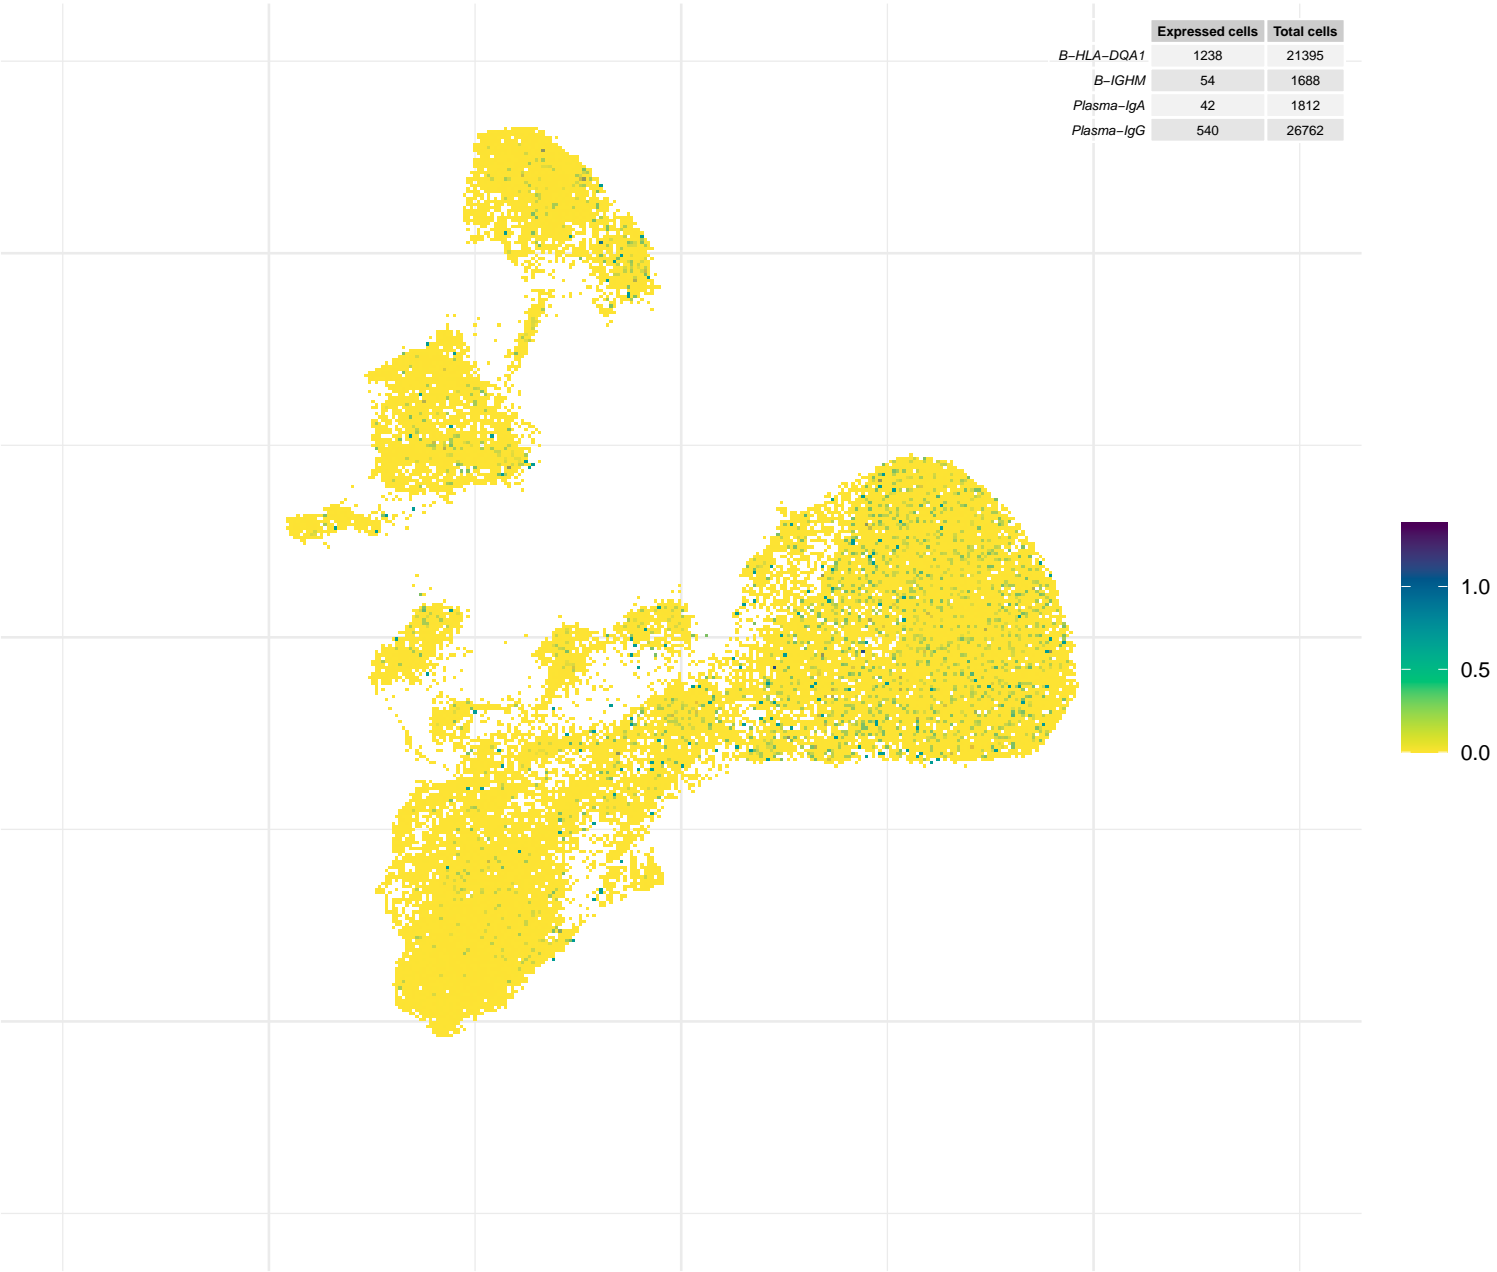 Expressed cells Total cells
B−HLA−DQA1 1238 21395
B−IGHM 54 1688
Plasma−IgA 42 1812
Plasma−IgG 540 26762
1.0
0.5
0.0